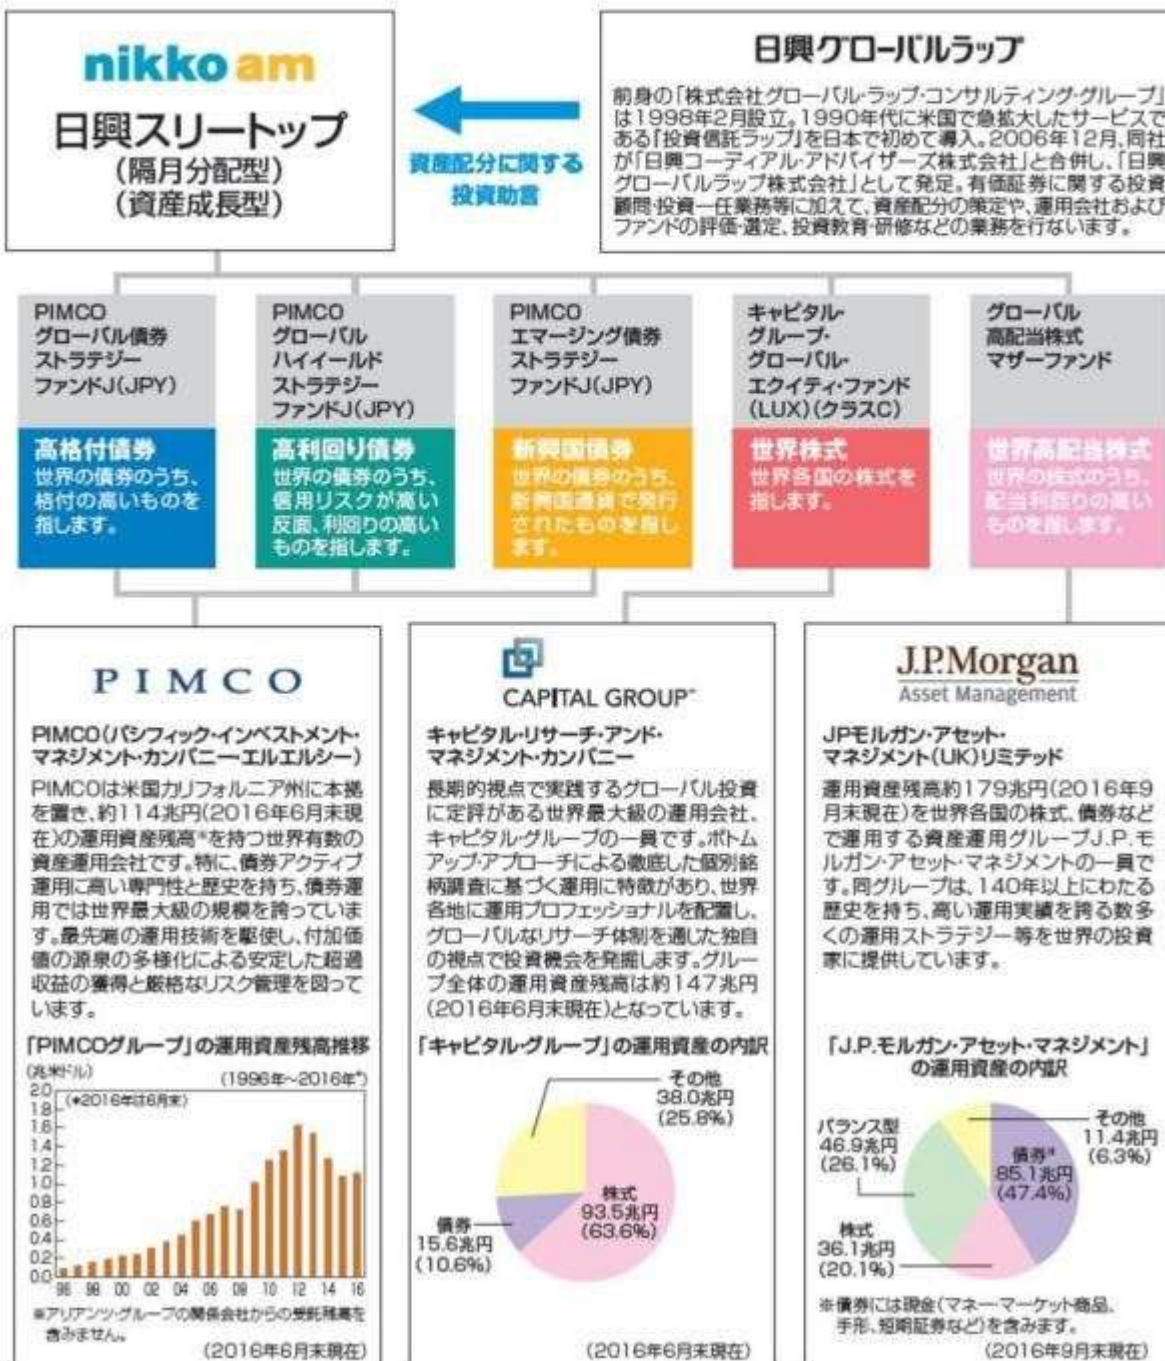 nikko am
日興スリートップ
(隔月分配型)
(資産成長型)
資産配分に関する
投資助言
日興グローバルラップ
前身の「株式会社グローバル・ラップ・コンサルティング・グループ」
は1998年2月設立。1990年代に米国で急拡大したサービスで
ある「投資信託ラップ」を日本で初めて導入。2006年12月、同社
が「日興コーディアル・アドバイザーズ株式会社」と合併し、「日興
グローバルラップ株式会社」として発足。有価証券に関する投資
顧問・投資一任業務等に加えて、資産配分の策定や、運用会社および
ファンドの評価・選定、投資教育・研修などの業務を行ないます。
PIMCO
グローバル債券
ストラテジー
ファンドJ(JPY)
高格付債券
世界の債券のうち、
格付の高いものを
指します。
PIMCO
グローバル
ハイイールド
ストラテジー
ファンドJ(JPY)
高利回り債券
世界の債券のうち、
信用リスクが高い
反面、利回りの高い
ものを指します。
PIMCO
エマージング債券
ストラテジー
ファンドJ(JPY)
新興国債券
世界の債券のうち、
新興国通貨で発行
されたものを指し
ます。
キャピタル・
グループ・
グローバル・
エクイティ・ファンド
(LUX)(クラスC)
世界株式
世界各国の株式を
指します。
グローバル
高配当株式
マザーファンド
世界高配当株式
世界の株式のうち、
配当利回りの高い
ものを指します。
PIMCO
PIMCO(パシフィック・インベストメント・
マネジメント・カンパニー・エルエルシー)
PIMCOは米国カリフォルニア州に本拠
を置き、約114兆円(2016年6月末現
在)の運用資産残高*を持つ世界有数の
資産運用会社です。特に、債券アクティブ
運用に高い専門性と歴史を持ち、債券運
用では世界最大級の規模を誇っていま
す。最先端の運用技術を駆使し、付加価
値の源泉の多様化による安定した超過
収益の獲得と厳格なリスク管理を図って
います。
「PIMCOグループ」の運用資産残高推移
(兆米ドル)
(1996年~2016年*)
(*2016年は6月末)
2.0
1.8
1.6
1.4
1.2
1.0
0.8
0.6
0.4
0.2
0.0
96 98 00 02 04 06 08 10 12 14 16
※アリアンツ・グループの関係会社からの受託残高を
含みません。
(2016年6月末現在)
CAPITAL GROUP℠
キャピタル・リサーチ・アンド・
マネジメント・カンパニー
長期的視点で実践するグローバル投資
に定評がある世界最大級の運用会社、
キャピタル・グループの一員です。ボトム
アップ・アプローチによる徹底した個別銘
柄調査に基づく運用に特徴があり、世界
各地に運用プロフェッショナルを配置し、
グローバルなリサーチ体制を通じた独自
の視点で投資機会を発掘します。グルー
プ全体の運用資産残高は約147兆円
(2016年6月末現在)となっています。
「キャピタル・グループ」の運用資産の内訳
その他
38.0兆円
(25.8%)
株式
93.5兆円
(63.6%)
債券
15.6兆円
(10.6%)
(2016年6月末現在)
J.P.Morgan
Asset Management
JPモルガン・アセット・
マネジメント(UK)リミテッド
運用資産残高約179兆円(2016年9
月末現在)を世界各国の株式、債券など
で運用する資産運用グループJ.P.モ
ルガン・アセット・マネジメントの一員で
す。同グループは、140年以上にわたる
歴史を持ち、高い運用実績を誇る数多
くの運用ストラテジー等を世界の投資
家に提供しています。
「J.P.モルガン・アセット・マネジメント」
の運用資産の内訳
バランス型
46.9兆円
(26.1%)
その他
11.4兆円
(6.3%)
債券*
85.1兆円
(47.4%)
株式
36.1兆円
(20.1%)
※債券には現金(マネー・マーケット商品、
手形、短期証券など)を含みます。
(2016年9月末現在)